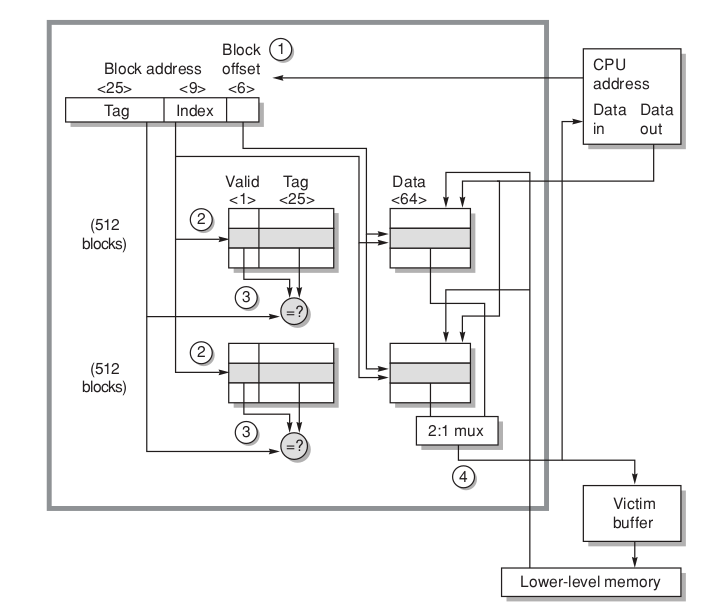 Block
offset
<6>
1
Block address
<25>
<9>
Tag
Index
CPU
address
Data
in
Data
out
Valid
<1>
Tag
<25>
Data
<64>
(512
blocks)
2
3
=?
(512
blocks)
2
3
=?
2:1 mux
4
Victim
buffer
Lower-level memory